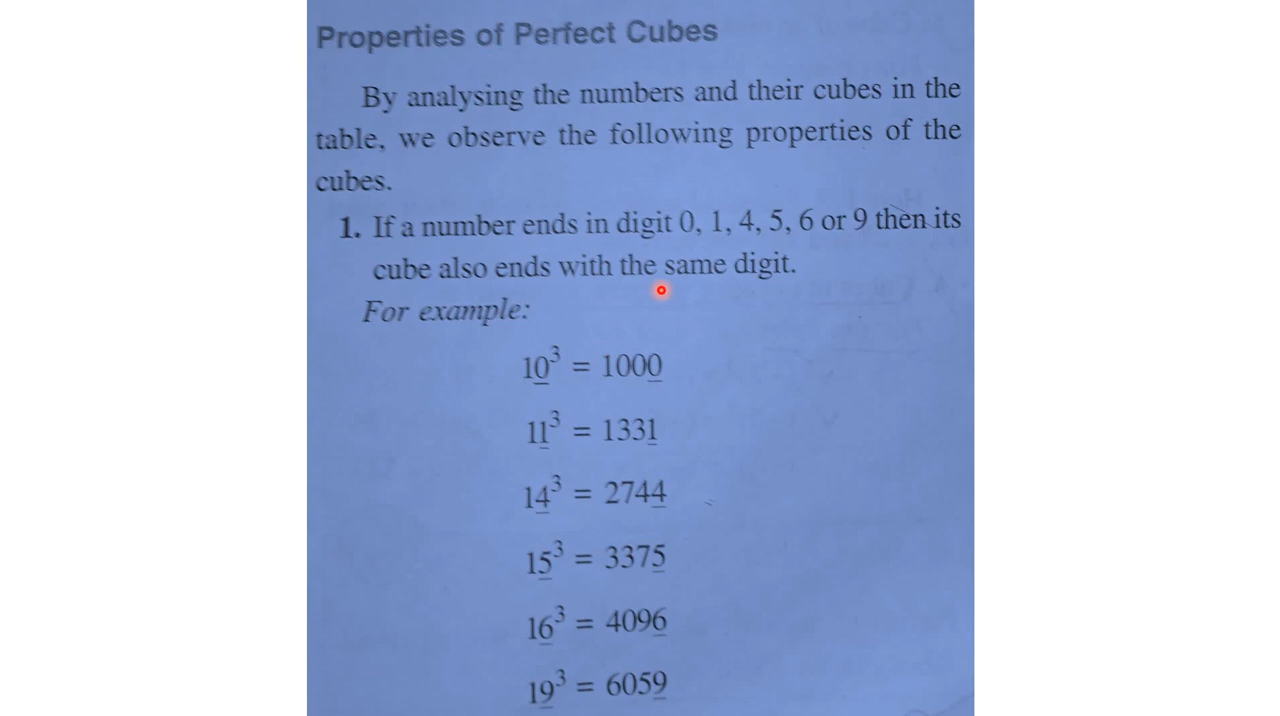 Properties of Perfect Cubes
By analysing the numbers and their cubes in the
table, we observe the following properties of the
cubes.
1. If a number ends in digit 0, 1, 4, 5, 6 or 9 then its
cube also ends with the same digit.
For example:
10³ = 1000
11³ = 1331
14³ = 2744
15³ = 3375
16³ = 4096
19³ = 6059